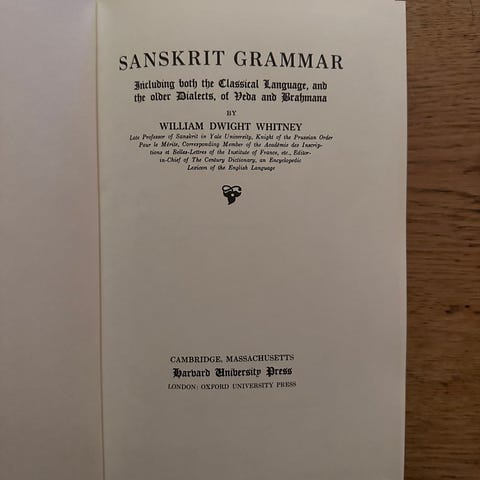 SANSKRIT GRAMMAR
Including both the Classical Language, and
the older Dialects, of Veda and Brahmana
BY
WILLIAM DWIGHT WHITNEY
Late Professor of Sanskrit in Yale University, Knight of the Prussian Order
Pour le Mérite, Corresponding Member of the Académie des Inscrip-
tions et Belles-Lettres of the Institute of France, etc., Editor-
in-Chief of The Century Dictionary, an Encyclopedic
Lexicon of the English Language
CAMBRIDGE, MASSACHUSETTS
Harvard University Press
LONDON: OXFORD UNIVERSITY PRESS